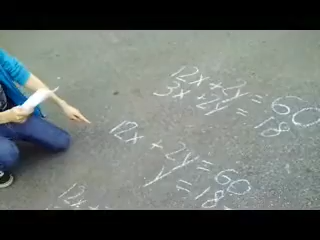 12x + 2y = 60
3x + 2y = 18
12x + 2y = 60
y = 18
12x +